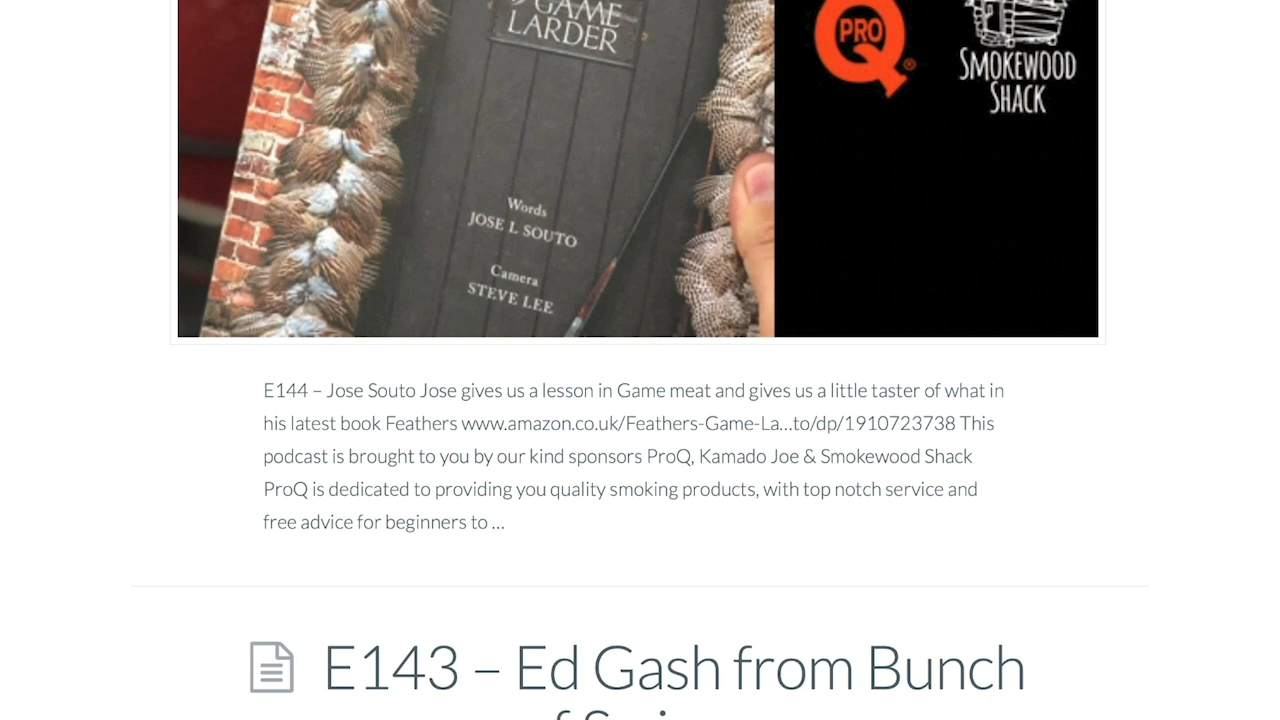 GAME
LARDER
PRO
Q
®
SMOKEWOOD
SHACK
Words
JOSE L SOUTO
Camera
STEVE LEE
E144 – Jose Souto Jose gives us a lesson in Game meat and gives us a little taster of what in
his latest book Feathers www.amazon.co.uk/Feathers-Game-La…to/dp/1910723738 This
podcast is brought to you by our kind sponsors ProQ, Kamado Joe & Smokewood Shack
ProQ is dedicated to providing you quality smoking products, with top notch service and
free advice for beginners to …
E143 – Ed Gash from Bunch